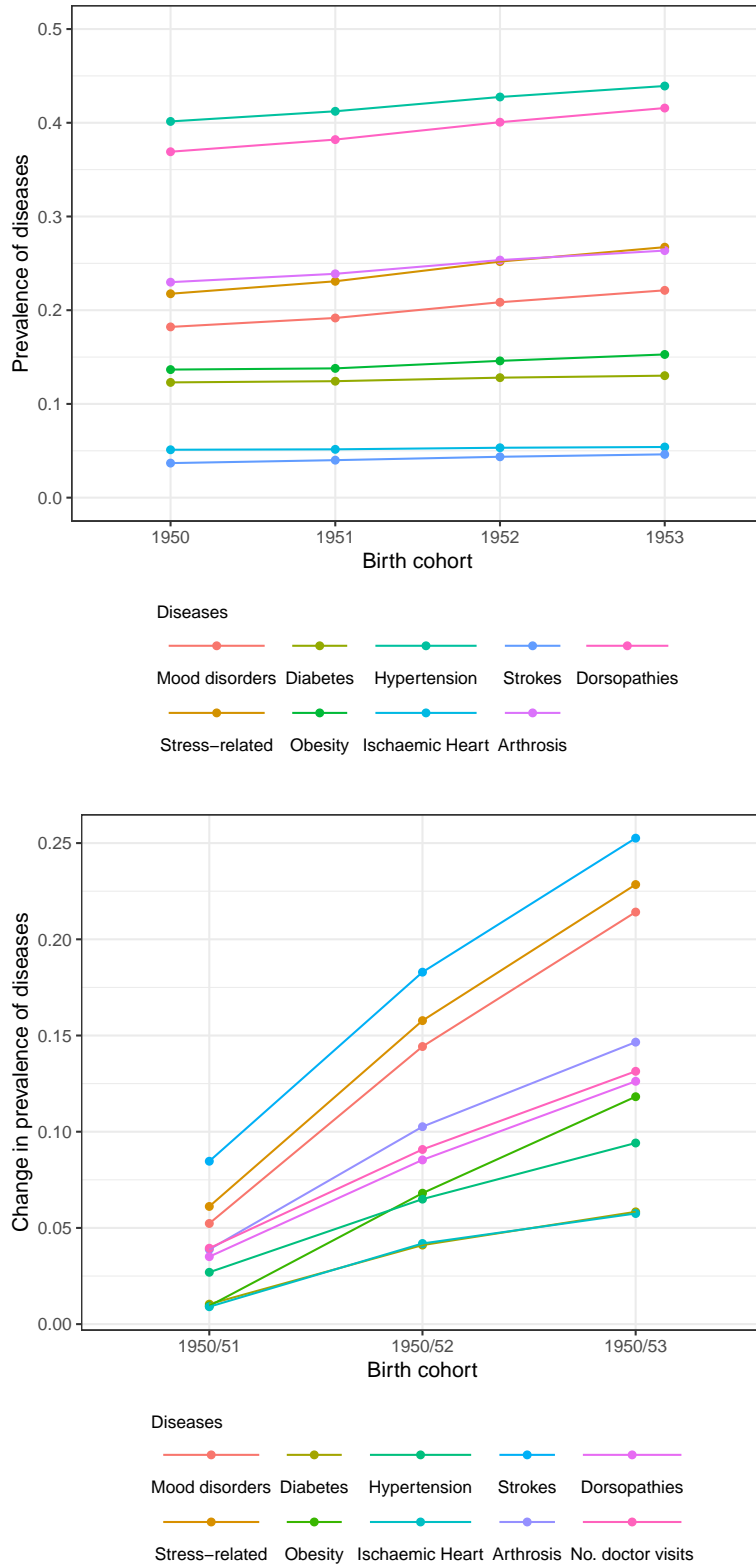 0.5
0.4
0.3
0.2
0.1
0.0
Prevalence of diseases
1950 1951 1952 1953
Birth cohort
Diseases
Mood disorders Diabetes Hypertension Strokes Dorsopathies
Stress−related Obesity Ischaemic Heart Arthrosis
0.25
0.20
0.15
0.10
0.05
0.00
Change in prevalence of diseases
1950/51 1950/52 1950/53
Birth cohort
Diseases
Mood disorders Diabetes Hypertension Strokes Dorsopathies
Stress−related Obesity Ischaemic Heart Arthrosis No. doctor visits